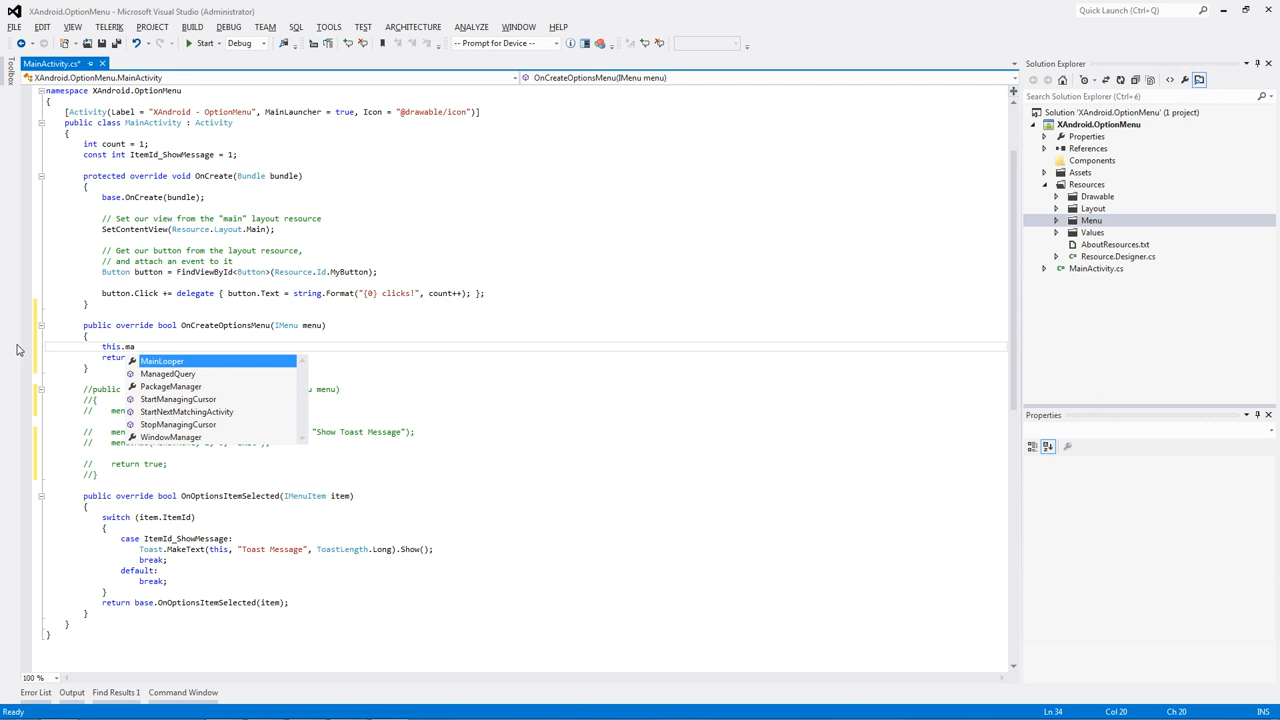 XAndroid.OptionMenu - Microsoft Visual Studio (Administrator)
Quick Launch (Ctrl+Q)
FILE EDIT VIEW TELERIK PROJECT BUILD DEBUG TEAM SQL TOOLS TEST ARCHITECTURE ANALYZE WINDOW HELP
Start Debug -- Prompt for Device --
Toolbox
MainActivity.cs*
XAndroid.OptionMenu.MainActivity OnCreateOptionsMenu(IMenu menu)
namespace XAndroid.OptionMenu
{
[Activity(Label = "XAndroid - OptionMenu", MainLauncher = true, Icon = "@drawable/icon")]
public class MainActivity : Activity
{
int count = 1;
const int ItemId_ShowMessage = 1;
protected override void OnCreate(Bundle bundle)
{
base.OnCreate(bundle);
// Set our view from the "main" layout resource
SetContentView(Resource.Layout.Main);
// Get our button from the layout resource,
// and attach an event to it
Button button = FindViewById<Button>(Resource.Id.MyButton);
button.Click += delegate { button.Text = string.Format("{0} clicks!", count++); };
}
public override bool OnCreateOptionsMenu(IMenu menu)
{
this.ma
retur
}
MainLooper
ManagedQuery
PackageManager
StartManagingCursor
StartNextMatchingActivity
StopManagingCursor
WindowManager
//public u menu)
//{
// men
// "Show Toast Message");
//
// return true;
//}
public override bool OnOptionsItemSelected(IMenuItem item)
{
switch (item.ItemId)
{
case ItemId_ShowMessage:
Toast.MakeText(this, "Toast Message", ToastLength.Long).Show();
break;
default:
break;
}
return base.OnOptionsItemSelected(item);
}
}
}
100 %
Error List Output Find Results 1 Command Window
Ready Ln 34 Col 20 Ch 20 INS
Solution Explorer
Search Solution Explorer (Ctrl+é)
Solution 'XAndroid.OptionMenu' (1 project)
XAndroid.OptionMenu
Properties
References
Components
Assets
Resources
Drawable
Layout
Menu
Values
AboutResources.txt
Resource.Designer.cs
MainActivity.cs
Properties